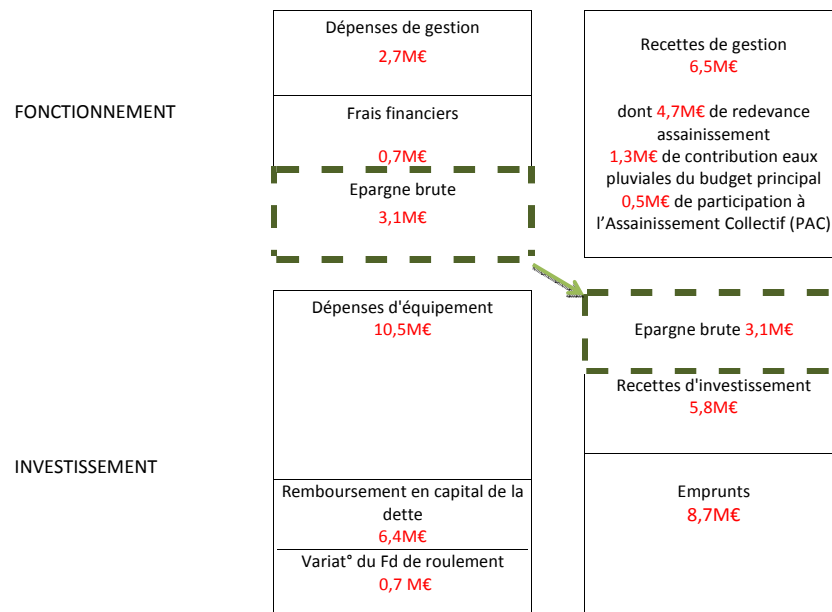 Dépenses de gestion
2,7M€
Recettes de gestion
6,5M€
FONCTIONNEMENT
Frais financiers
0,7M€
dont 4,7M€ de redevance
assainissement
1,3M€ de contribution eaux
pluviales du budget principal
0,5M€ de participation à
l'Assainissement Collectif (PAC)
Epargne brute
3,1M€
Dépenses d'équipement
10,5M€
Epargne brute 3,1M€
Recettes d'investissement
5,8M€
INVESTISSEMENT
Remboursement en capital de la
dette
6,4M€
Variat° du Fd de roulement
0,7 M€
Emprunts
8,7M€